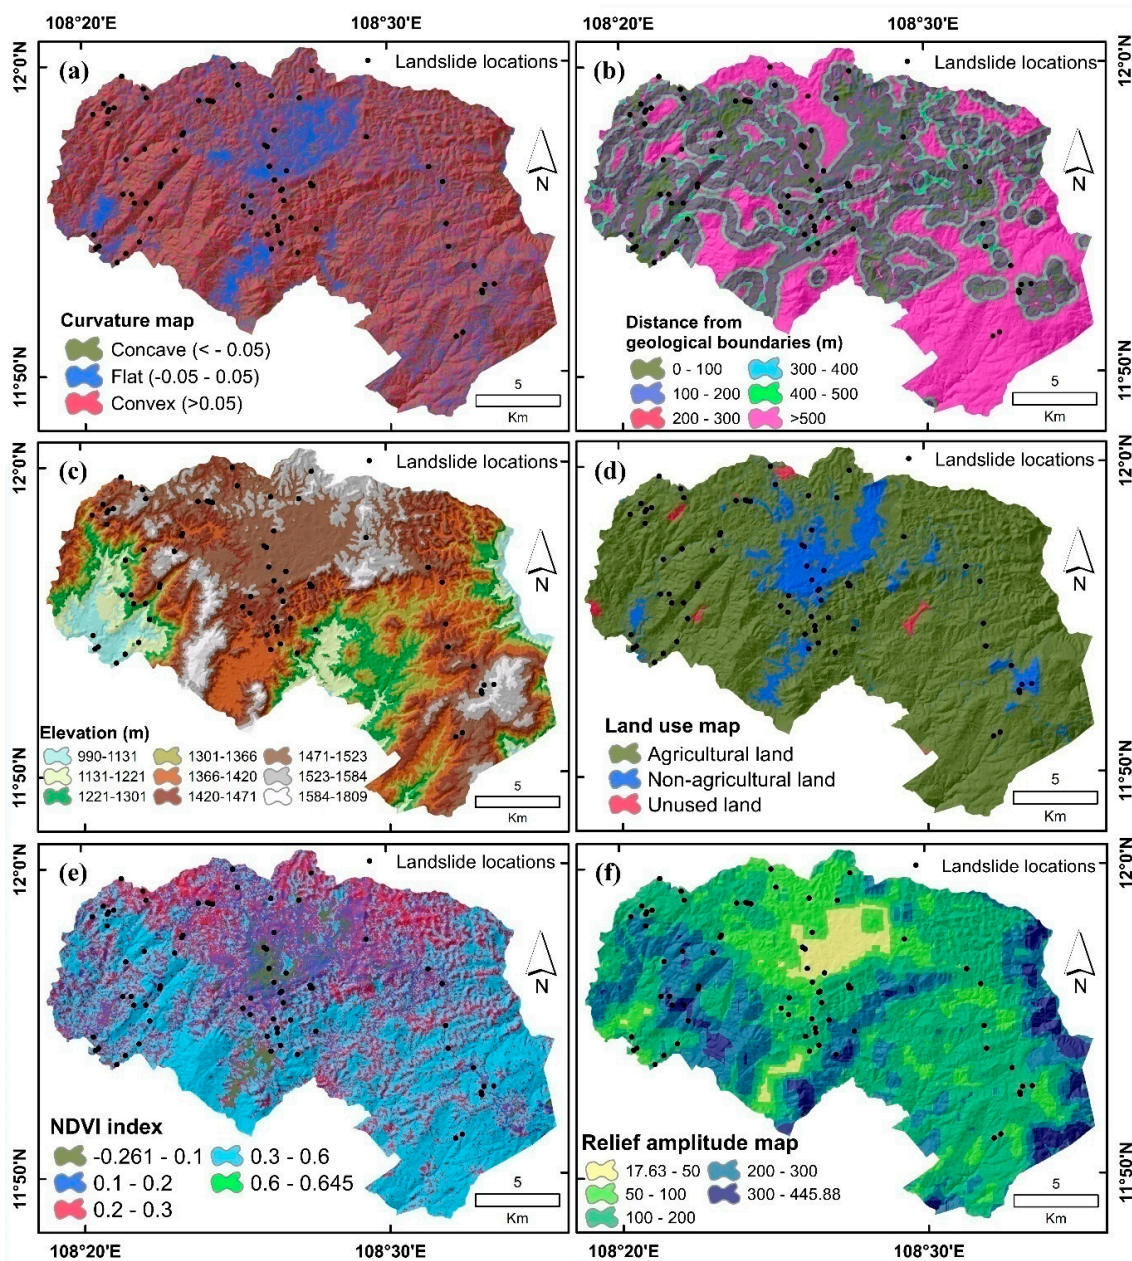 108°20'E 108°30'E 108°20'E 108°30'E
12°0'N
(a)
Landslide locations
N
Curvature map
Concave (< - 0.05)
Flat (-0.05 - 0.05)
Convex (>0.05)
5
Km
11°50'N
(b)
Landslide locations
12°0'N
N
Distance from
geological boundaries (m)
0 - 100
100 - 200
200 - 300
300 - 400
400 - 500
>500
5
Km
11°50'N
12°0'N
(c)
Landslide locations
N
Elevation (m)
990-1131
1131-1221
1221-1301
1301-1366
1366-1420
1420-1471
1471-1523
1523-1584
1584-1809
5
Km
11°50'N
(d)
Landslide locations
12°0'N
N
Land use map
Agricultural land
Non-agricultural land
Unused land
5
Km
11°50'N
12°0'N
(e)
Landslide locations
N
NDVI index
-0.261 - 0.1
0.1 - 0.2
0.2 - 0.3
0.3 - 0.6
0.6 - 0.645
5
Km
11°50'N
(f)
Landslide locations
12°0'N
N
Relief amplitude map
17.63 - 50
50 - 100
100 - 200
200 - 300
300 - 445.88
5
Km
11°50'N
108°20'E 108°30'E 108°20'E 108°30'E